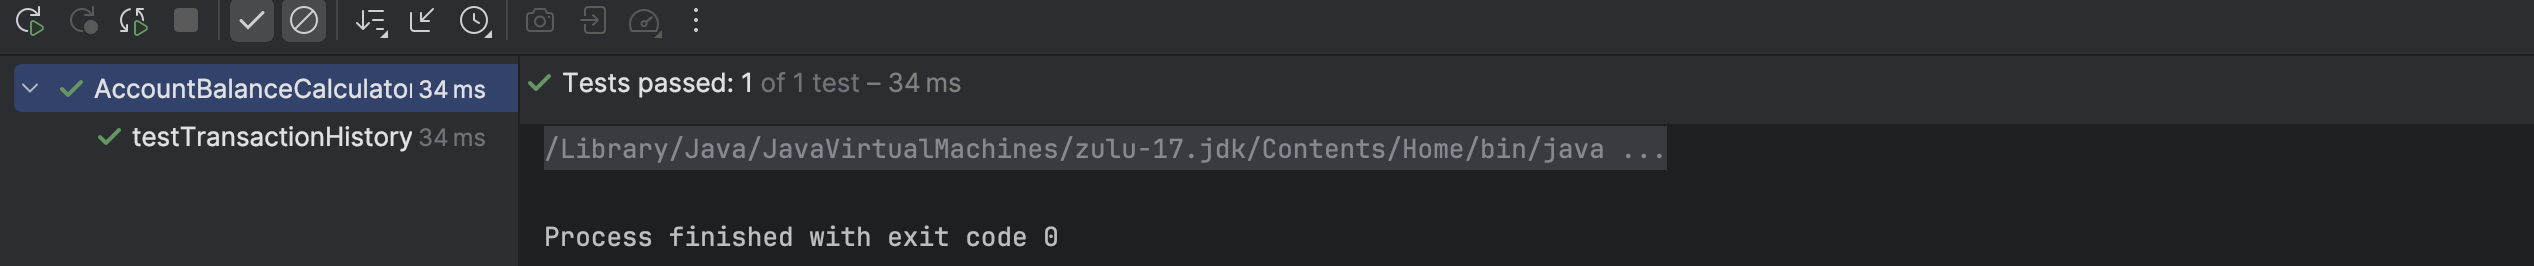 AccountBalanceCalculator 34 ms
Tests passed: 1 of 1 test – 34 ms
testTransactionHistory 34 ms
/Library/Java/JavaVirtualMachines/zulu-17.jdk/Contents/Home/bin/java ...
Process finished with exit code 0